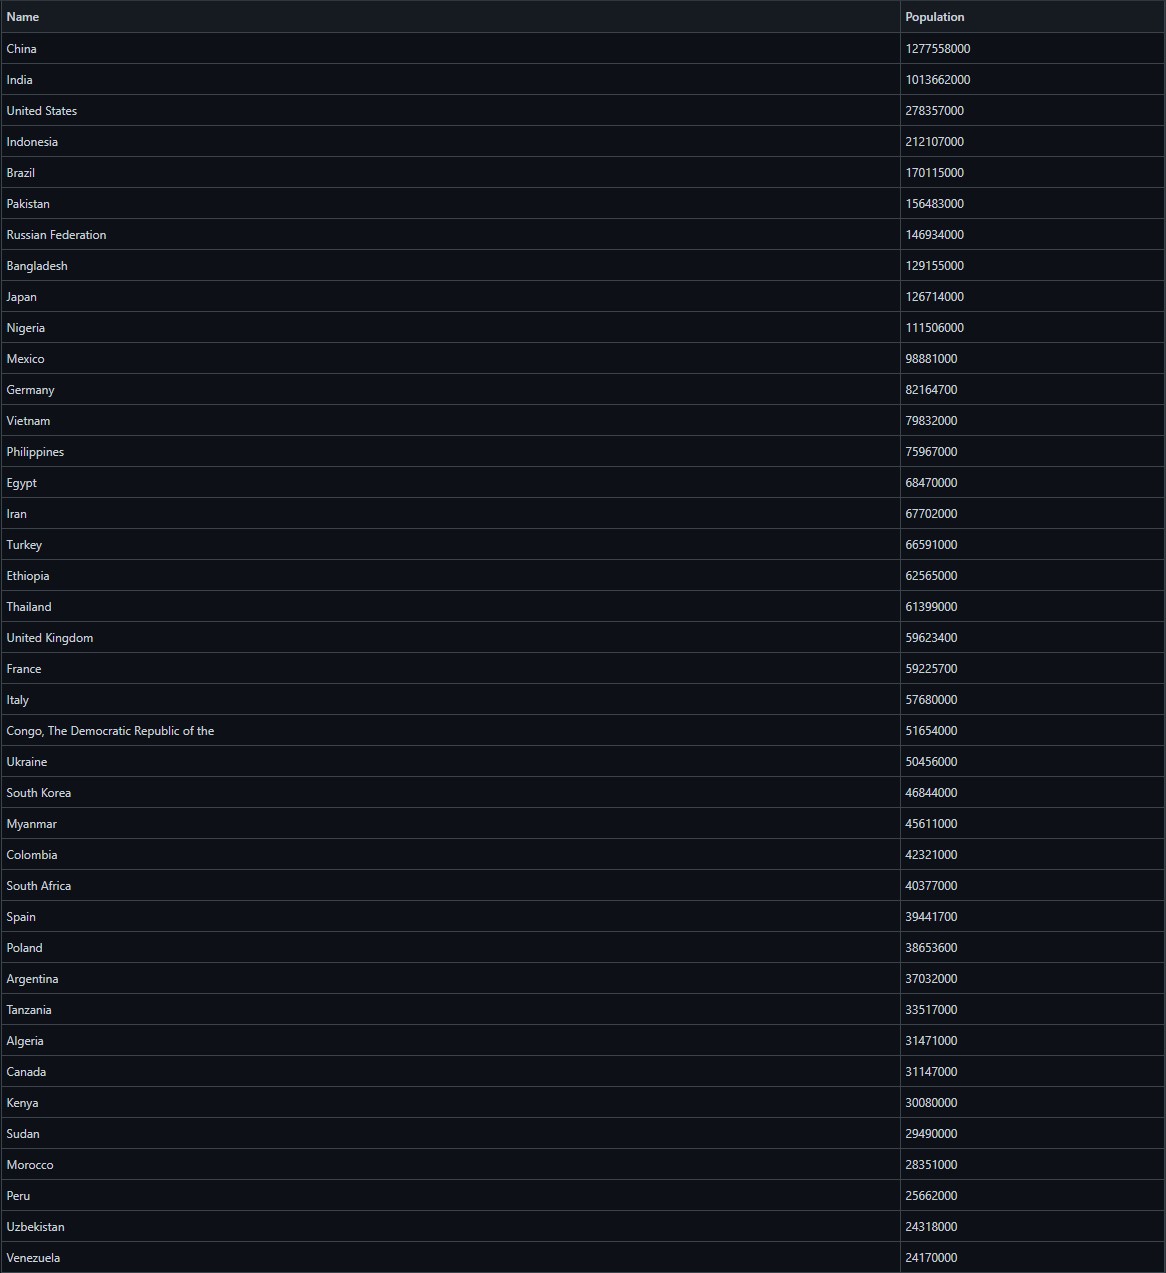 Name Population
China 1277558000
India 1013662000
United States 278357000
Indonesia 212107000
Brazil 170115000
Pakistan 156483000
Russian Federation 146934000
Bangladesh 129155000
Japan 126714000
Nigeria 111506000
Mexico 98881000
Germany 82164700
Vietnam 79832000
Philippines 75967000
Egypt 68470000
Iran 67702000
Turkey 66591000
Ethiopia 62565000
Thailand 61399000
United Kingdom 59623400
France 59225700
Italy 57680000
Congo, The Democratic Republic of the 51654000
Ukraine 50456000
South Korea 46844000
Myanmar 45611000
Colombia 42321000
South Africa 40377000
Spain 39441700
Poland 38653600
Argentina 37032000
Tanzania 33517000
Algeria 31471000
Canada 31147000
Kenya 30080000
Sudan 29490000
Morocco 28351000
Peru 25662000
Uzbekistan 24318000
Venezuela 24170000